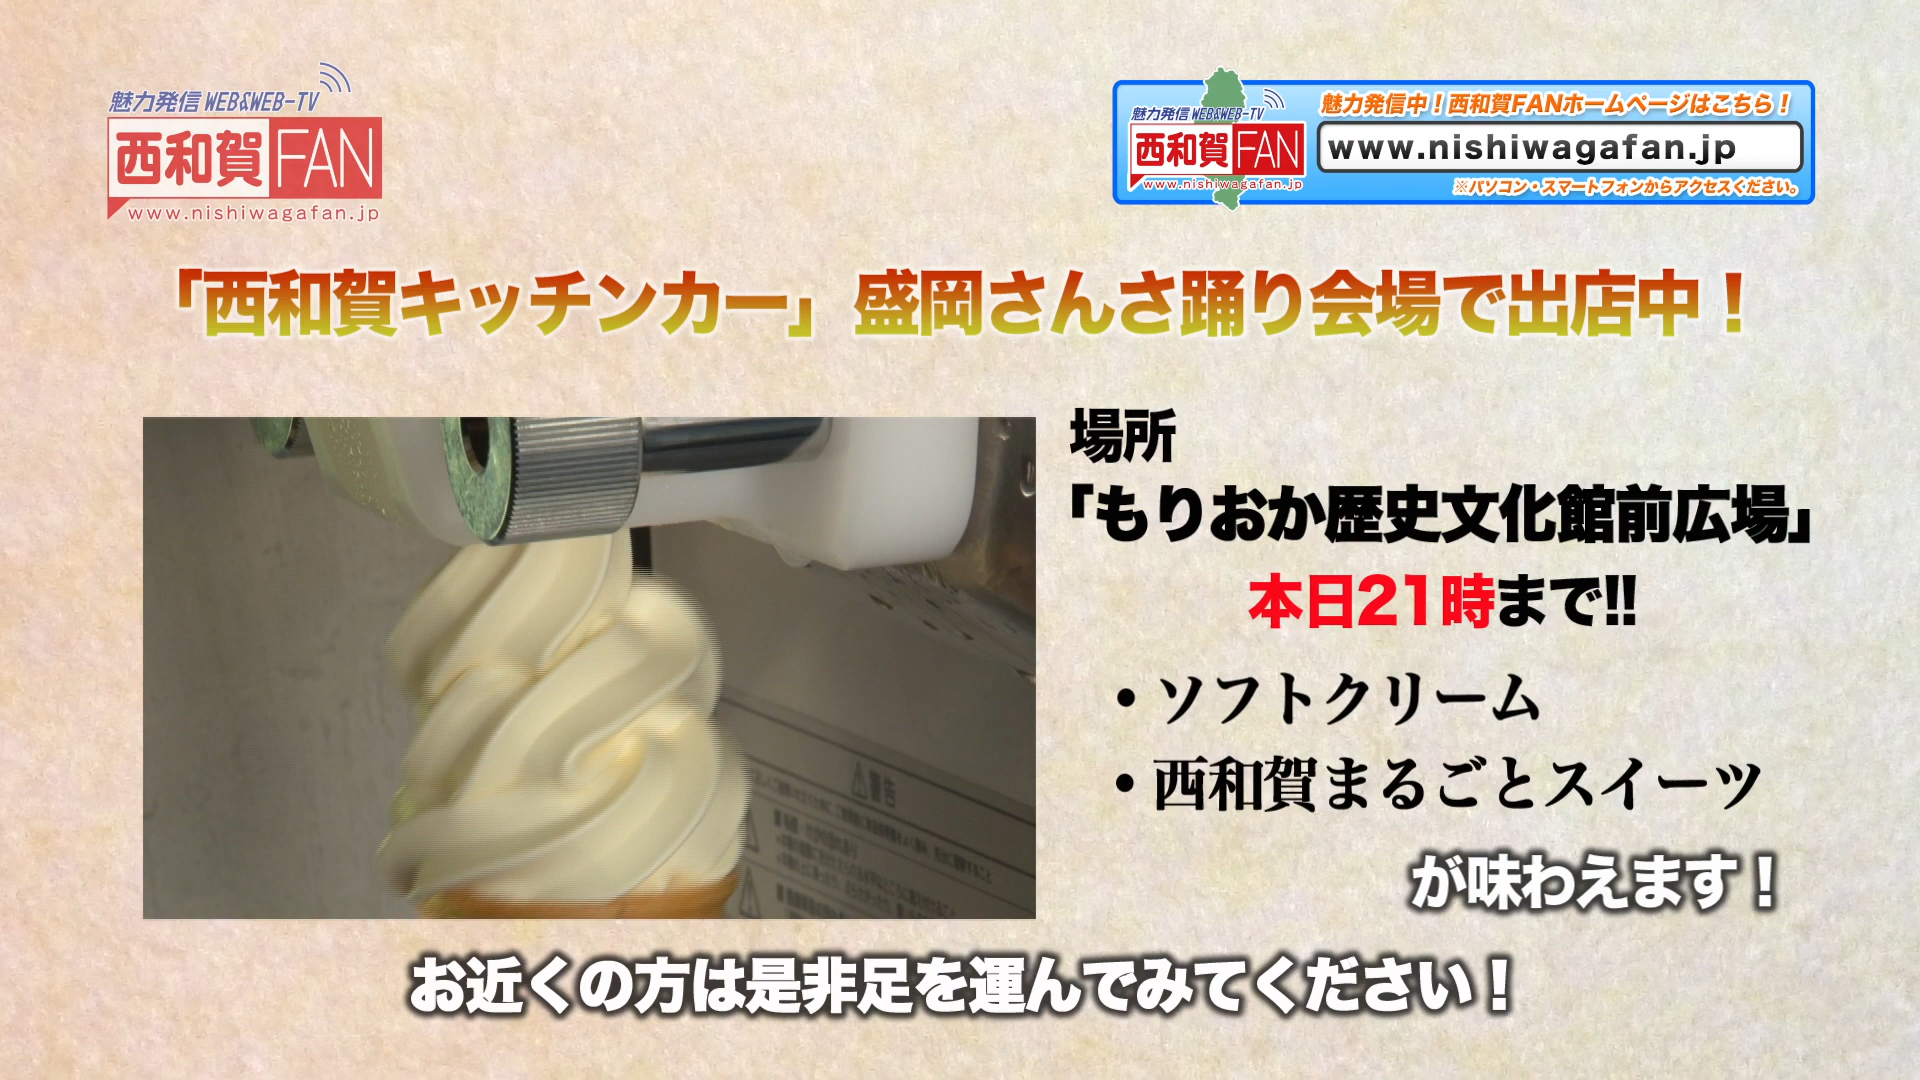 魅力発信 WEB&WEB-TV
西和賀FAN
www.nishiwagafan.jp
魅力発信 WEB&WEB-TV
西和賀FAN
www.nishiwagafan.jp
魅力発信中！西和賀FANホームページはこちら！
www.nishiwagafan.jp
※パソコン・スマートフォンからアクセスください。
「西和賀キッチンカー」盛岡さんさ踊り会場で出店中！
場所
「もりおか歴史文化館前広場」
本日21時まで!!
・ソフトクリーム
・西和賀まるごとスイーツ
が味わえます！
警告
お近くの方は是非足を運んでみてください！